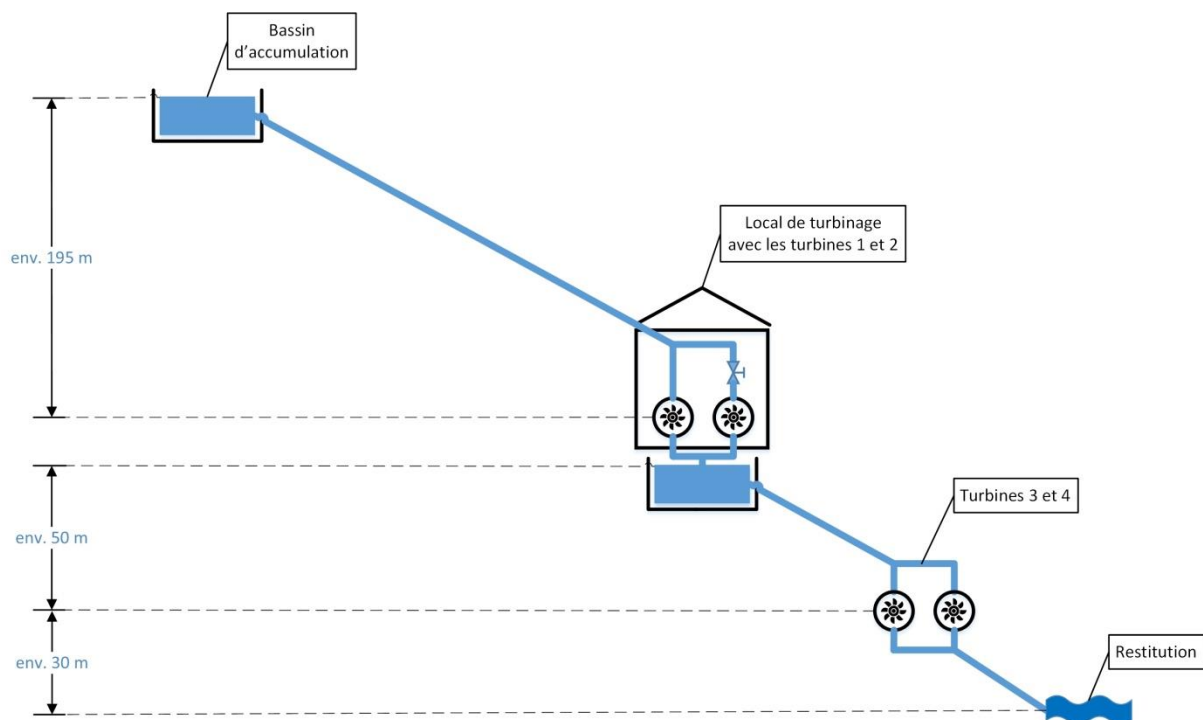 Bassin
d'accumulation
env. 195 m
Local de turbinage
avec les turbines 1 et 2
env. 50 m
Turbines 3 et 4
env. 30 m
Restitution